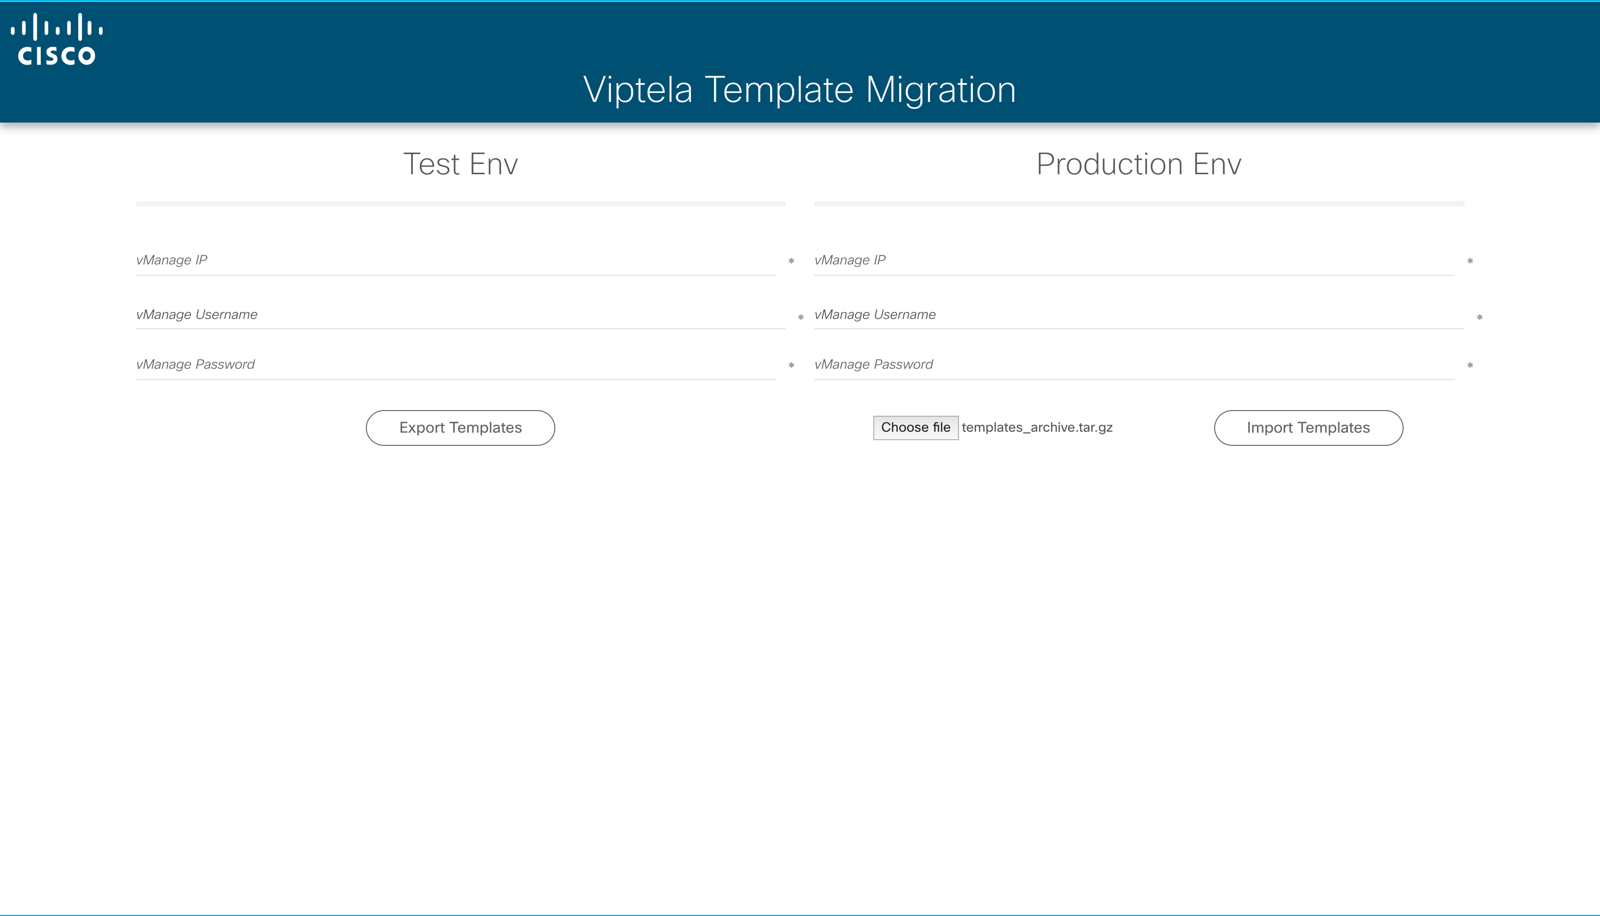 CISCO
Viptela Template Migration
Test Env
Production Env
vManage IP *
vManage IP *
vManage Username *
vManage Username *
vManage Password *
vManage Password *
Export Templates
Choose file templates_archive.tar.gz
Import Templates